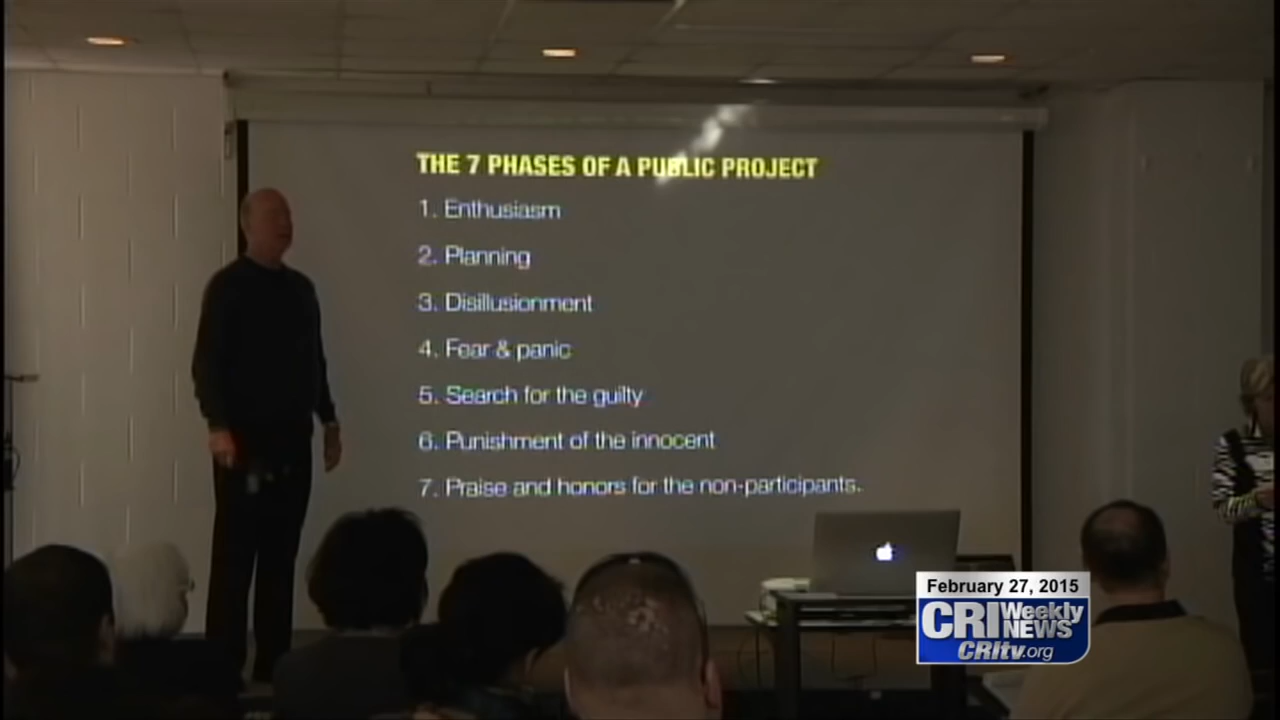 THE 7 PHASES OF A PUBLIC PROJECT
1. Enthusiasm
2. Planning
3. Disillusionment
4. Fear & panic
5. Search for the guilty
6. Punishment of the innocent
7. Praise and honors for the non-participants.
February 27, 2015
CRI Weekly NEWS
CRItv.org